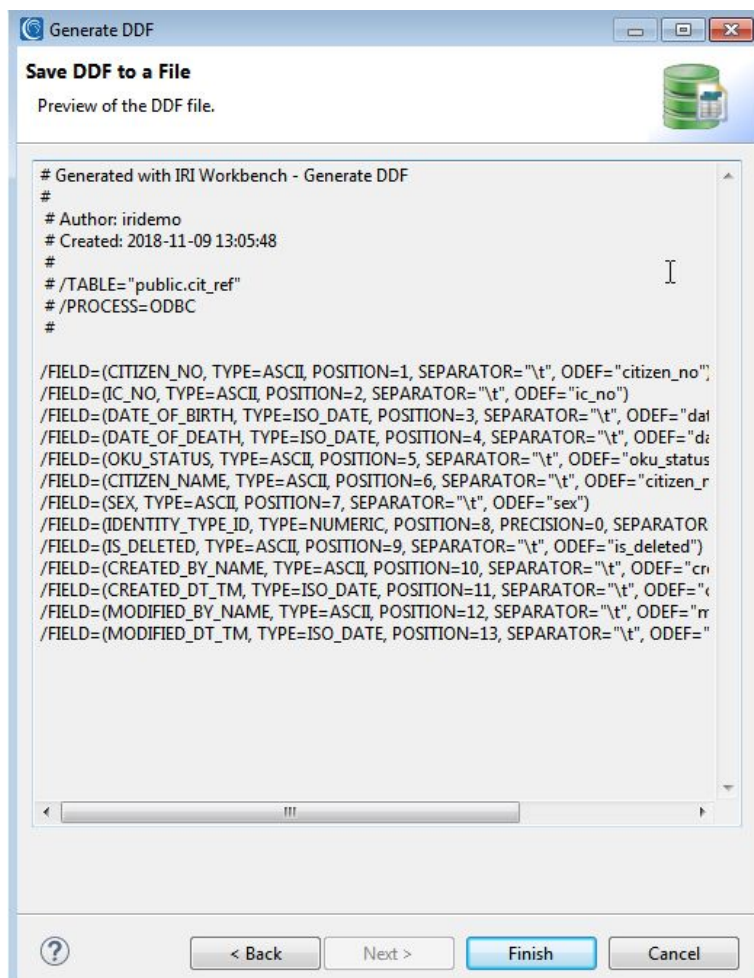 Generate DDF
Save DDF to a File
Preview of the DDF file.
# Generated with IRI Workbench - Generate DDF
#
# Author: iridemo
# Created: 2018-11-09 13:05:48
#
# /TABLE="public.cit_ref"
# /PROCESS=ODBC
#
/FIELD=(CITIZEN_NO, TYPE=ASCII, POSITION=1, SEPARATOR="\t", ODEF="citizen_no")
/FIELD=(IC_NO, TYPE=ASCII, POSITION=2, SEPARATOR="\t", ODEF="ic_no")
/FIELD=(DATE_OF_BIRTH, TYPE=ISO_DATE, POSITION=3, SEPARATOR="\t", ODEF="dat
/FIELD=(DATE_OF_DEATH, TYPE=ISO_DATE, POSITION=4, SEPARATOR="\t", ODEF="da
/FIELD=(OKU_STATUS, TYPE=ASCII, POSITION=5, SEPARATOR="\t", ODEF="oku_status
/FIELD=(CITIZEN_NAME, TYPE=ASCII, POSITION=6, SEPARATOR="\t", ODEF="citizen_n
/FIELD=(SEX, TYPE=ASCII, POSITION=7, SEPARATOR="\t", ODEF="sex")
/FIELD=(IDENTITY_TYPE_ID, TYPE=NUMERIC, POSITION=8, PRECISION=0, SEPARATOR
/FIELD=(IS_DELETED, TYPE=ASCII, POSITION=9, SEPARATOR="\t", ODEF="is_deleted")
/FIELD=(CREATED_BY_NAME, TYPE=ASCII, POSITION=10, SEPARATOR="\t", ODEF="cre
/FIELD=(CREATED_DT_TM, TYPE=ISO_DATE, POSITION=11, SEPARATOR="\t", ODEF="c
/FIELD=(MODIFIED_BY_NAME, TYPE=ASCII, POSITION=12, SEPARATOR="\t", ODEF="m
/FIELD=(MODIFIED_DT_TM, TYPE=ISO_DATE, POSITION=13, SEPARATOR="\t", ODEF="
? < Back Next > Finish Cancel